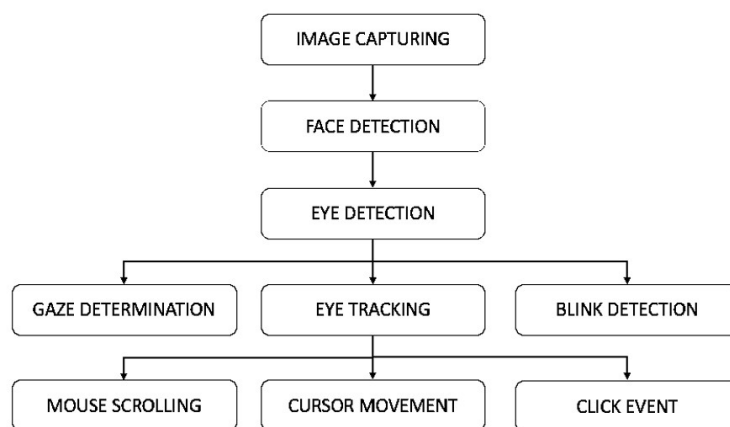 IMAGE CAPTURING
FACE DETECTION
EYE DETECTION
GAZE DETERMINATION
EYE TRACKING
BLINK DETECTION
MOUSE SCROLLING
CURSOR MOVEMENT
CLICK EVENT